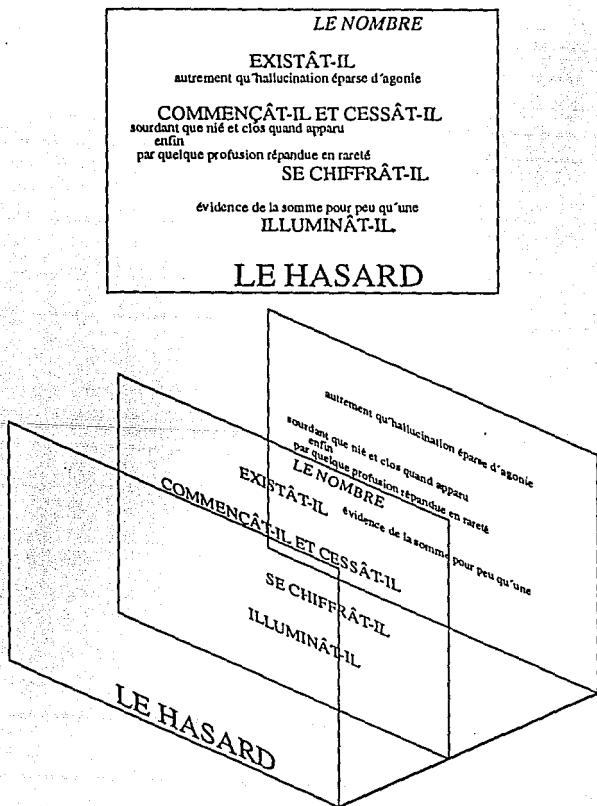 LE NOMBRE
EXISTÂT-IL
autrement qu'hallucination éparse d'agonie
COMMENÇÂT-IL ET CESSÂT-IL
sourdant que nié et clos quand apparu
enfin
par quelque profusion répandue en rareté
SE CHIFFRÂT-IL
évidence de la somme pour peu qu'une
ILLUMINÂT-IL
LE HASARD
autrement qu'hallucination éparse d'agonie
sourdant que nié et clos quand apparu
enfin
par quelque profusion répandue en rareté
LE NOMBRE
EXISTÂT-IL
évidence de la somme pour peu qu'une
COMMENÇÂT-IL ET CESSÂT-IL
SE CHIFFRÂT-IL
ILLUMINÂT-IL
LE HASARD